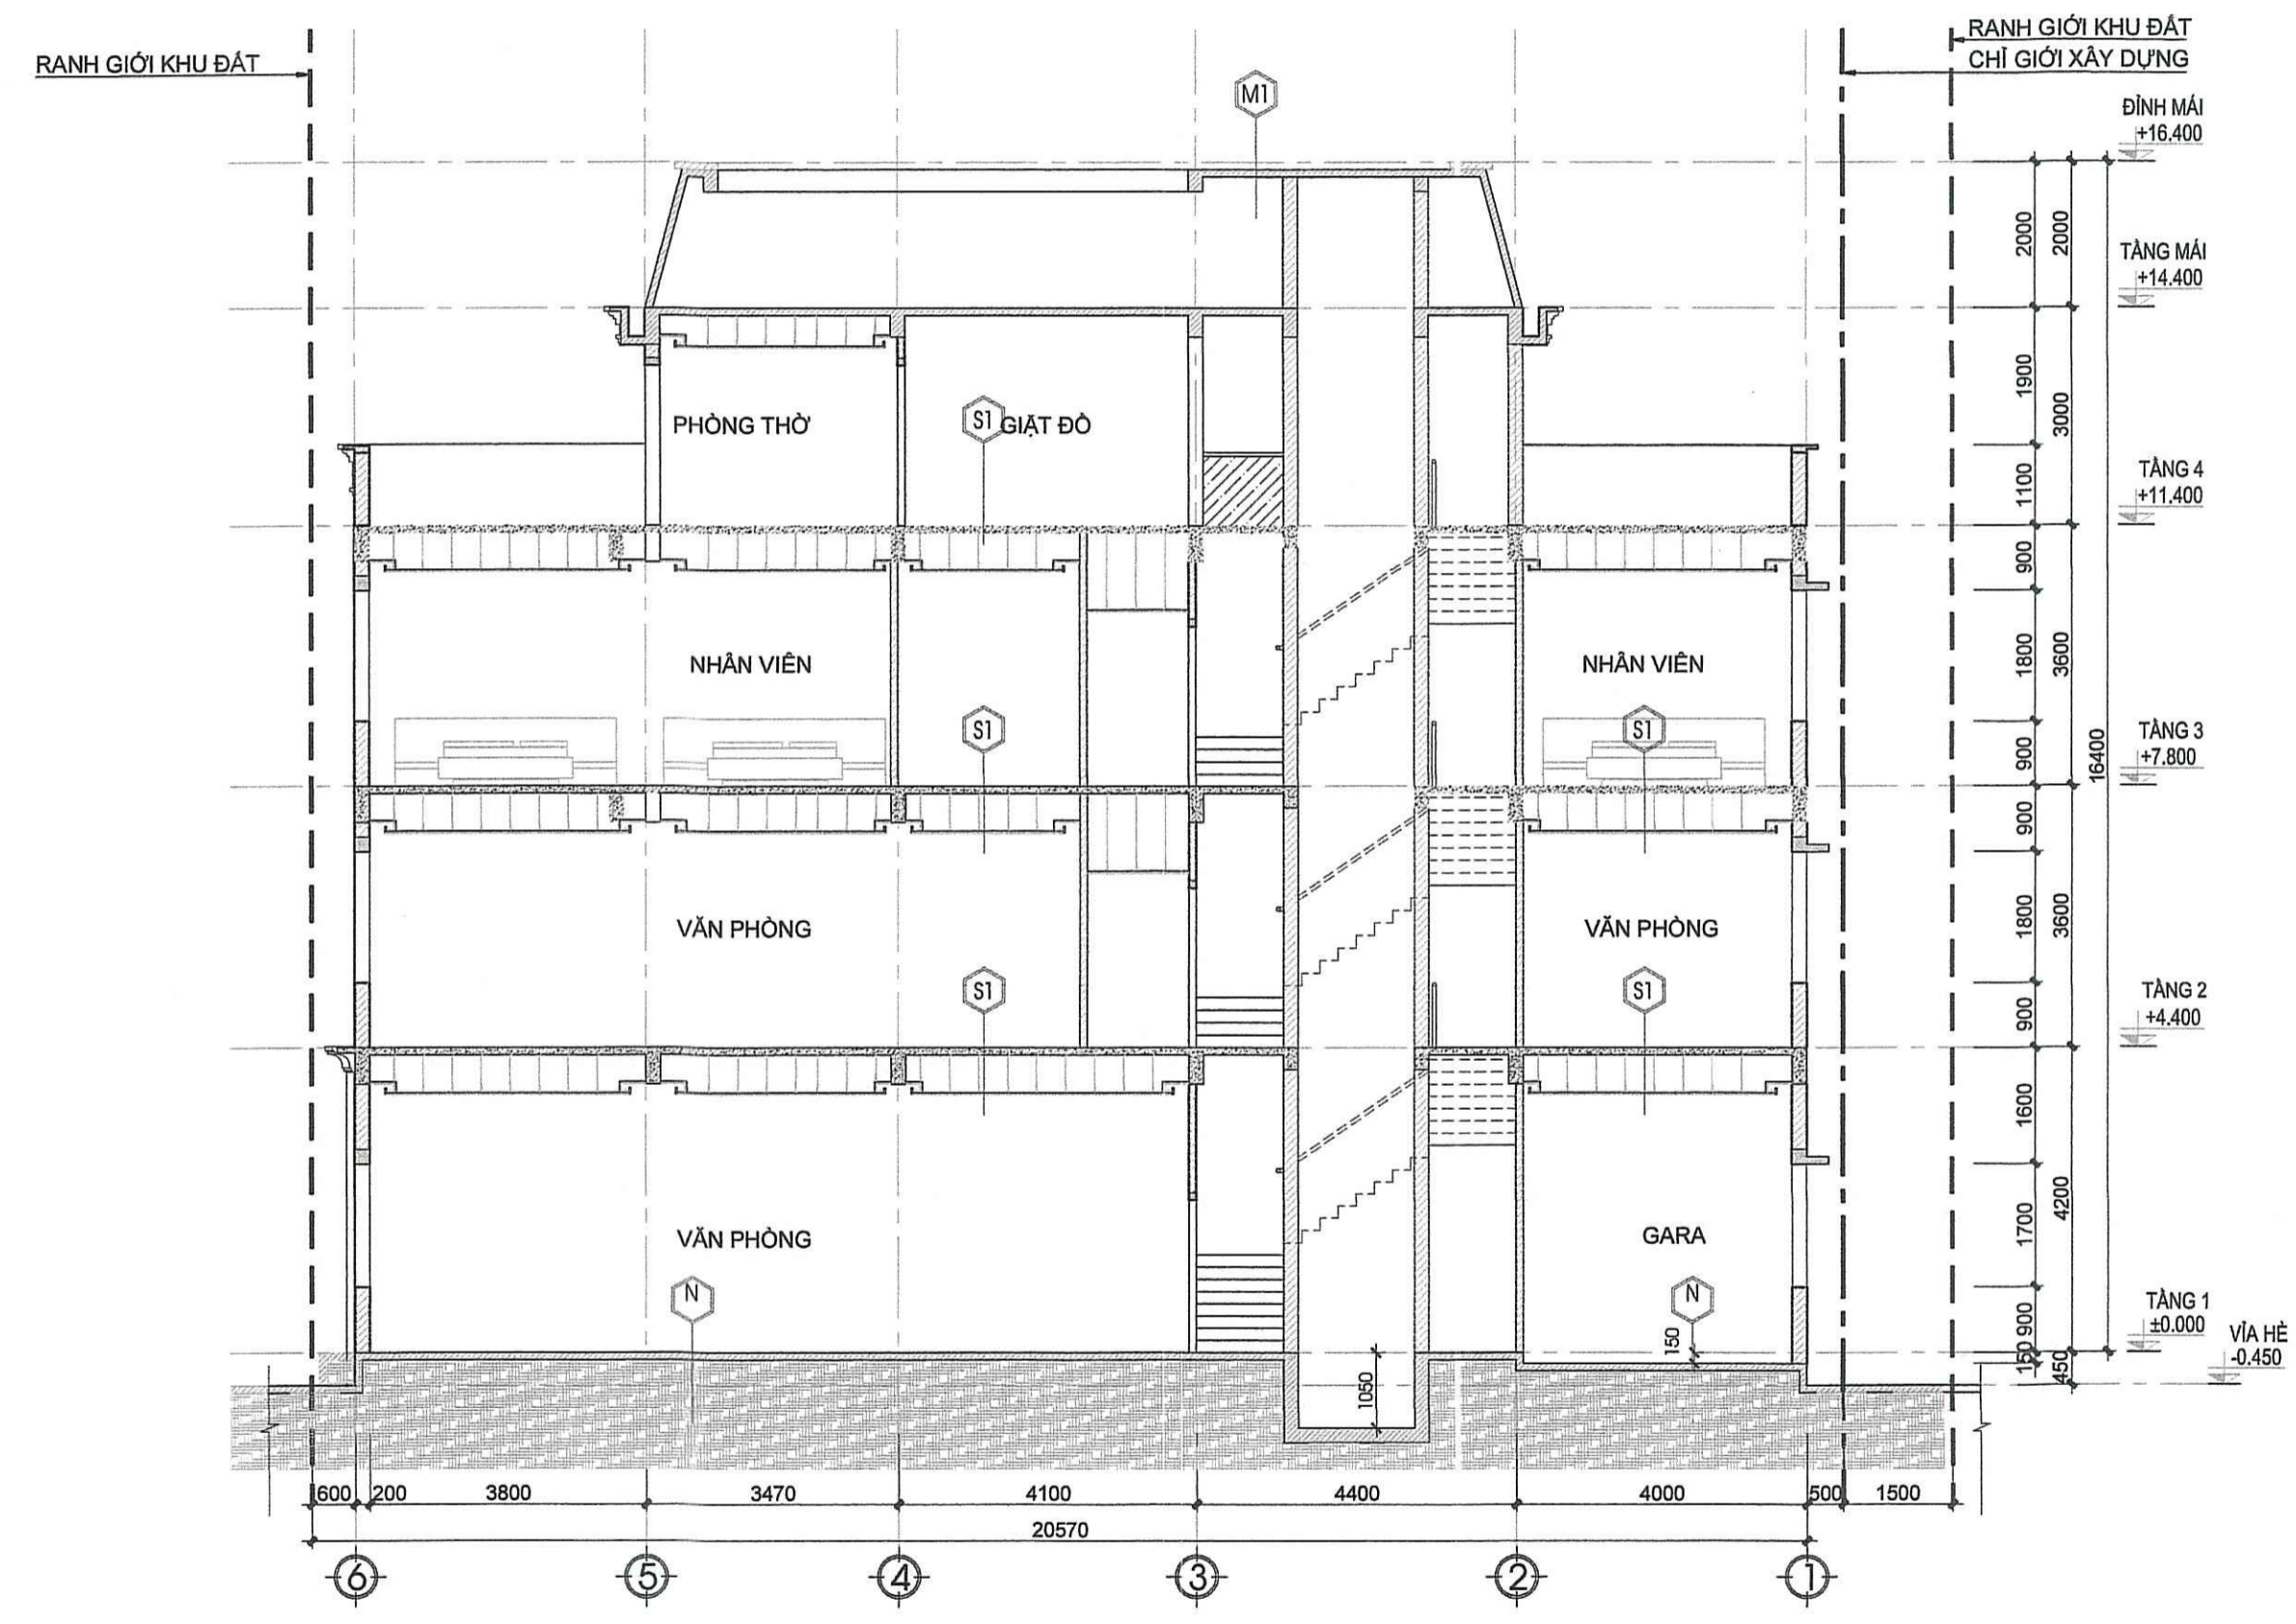 RANH GIỚI KHU ĐẤT
RANH GIỚI KHU ĐẤT
CHỈ GIỚI XÂY DỰNG
M1
ĐỈNH MÁI
+16.400
2000
2000
TẦNG MÁI
+14.400
1900
3000
PHÒNG THỜ
S1
GIẶT ĐỒ
1100
TẦNG 4
+11.400
900
NHÂN VIÊN
NHÂN VIÊN
1800
3600
S1
S1
900
16400
TẦNG 3
+7.800
900
VĂN PHÒNG
VĂN PHÒNG
1800
3600
S1
S1
900
TẦNG 2
+4.400
1600
4200
VĂN PHÒNG
GARA
1700
N
N
TẦNG 1
±0.000
900
150
150
450
VỈA HÈ
-0.450
1050
600
200
3800
3470
4100
4400
4000
500
1500
20570
6
5
4
3
2
1